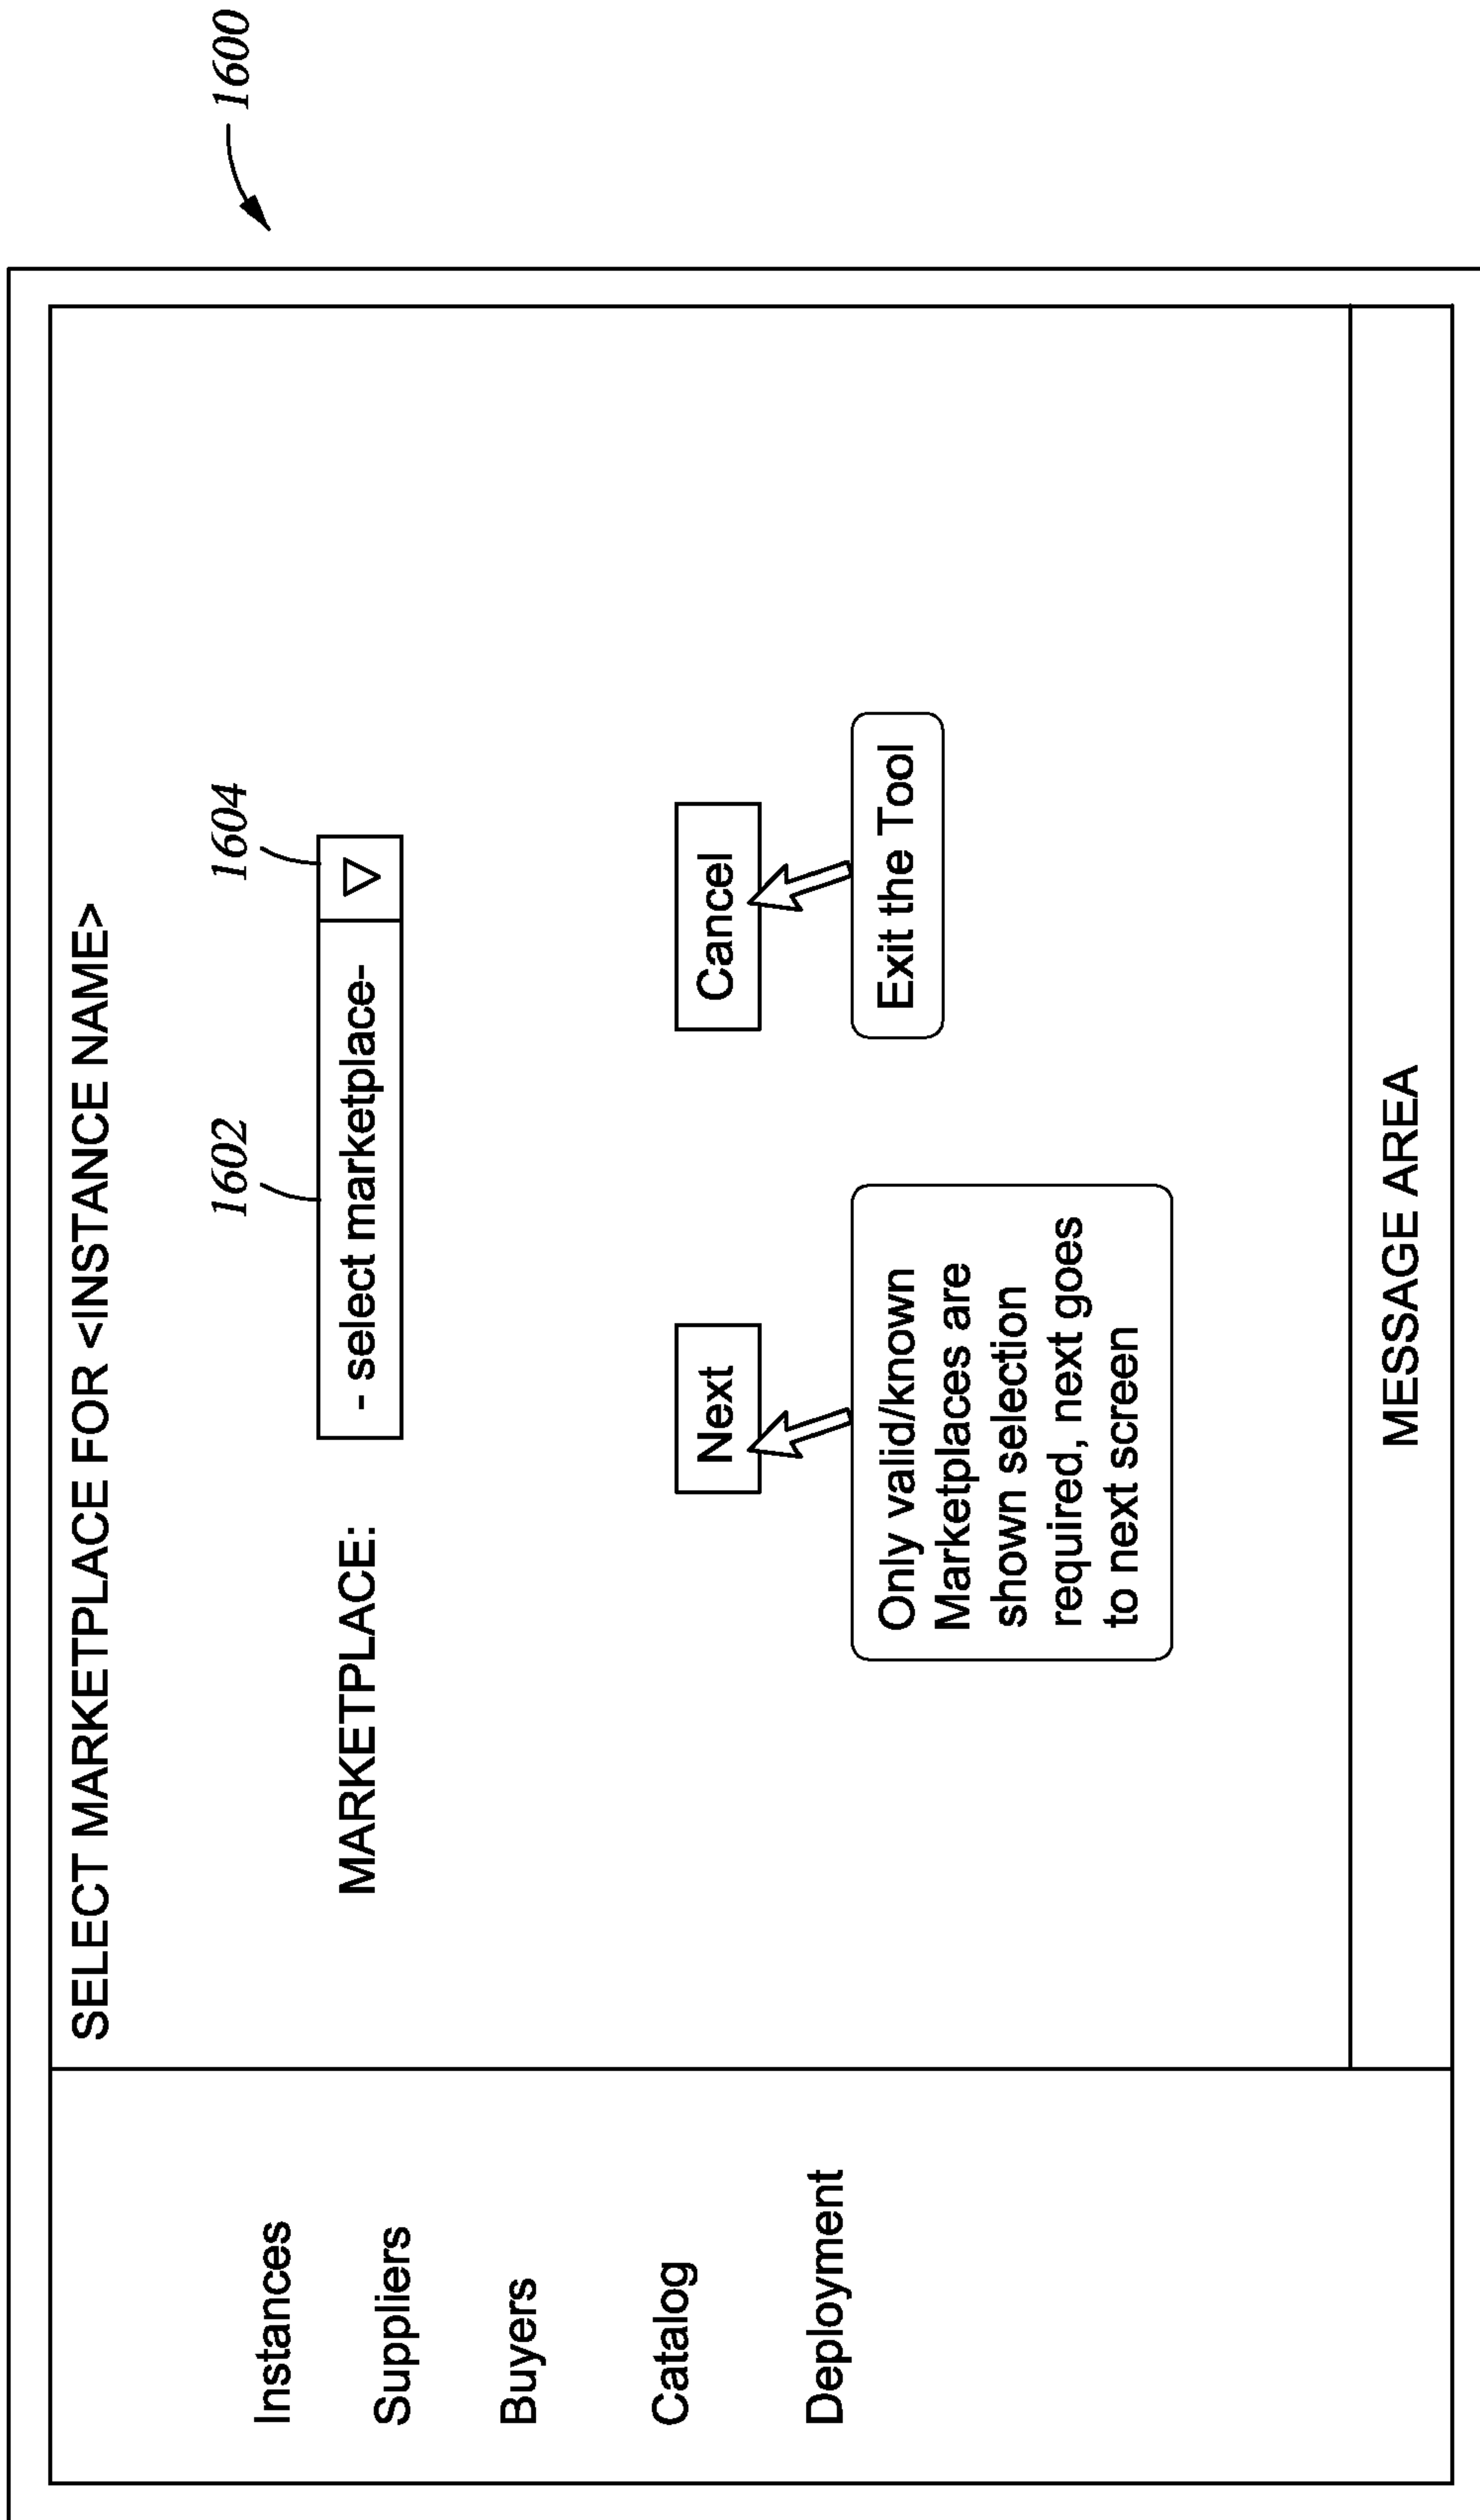 1600
SELECT MARKETPLACE FOR <INSTANCE NAME>
Instances
Suppliers
Buyers
Catalog
Deployment
1602
1604
MARKETPLACE:
- select marketplace-
Next
Cancel
Only valid/known
Marketplaces are
shown selection
required, next goes
to next screen
Exit the Tool
MESSAGE AREA